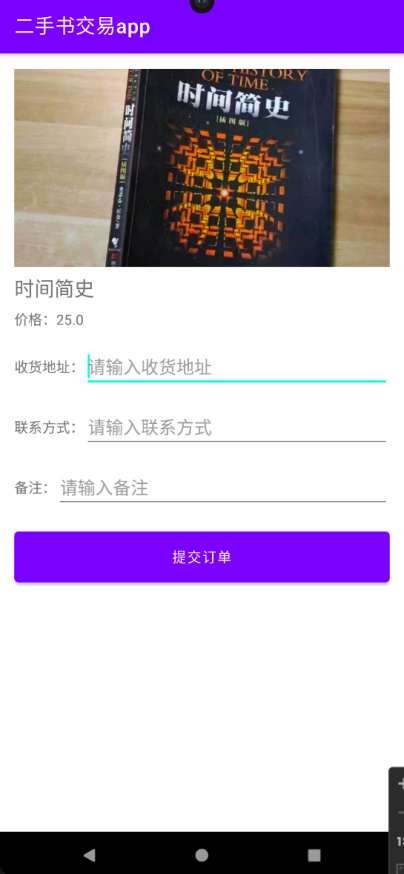 二手书交易app
HISTORY
OF TIME
时间简史
[插图版]
时间简史
时间简史
价格：25.0
收货地址：请输入收货地址
联系方式：请输入联系方式
备注：请输入备注
提交订单